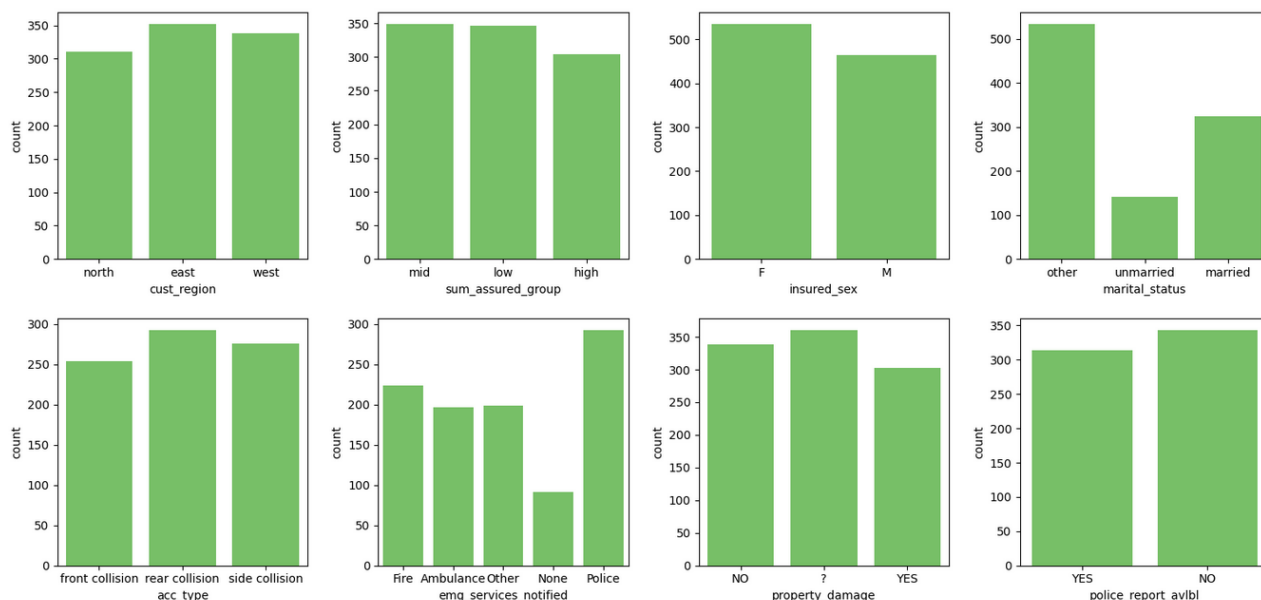 350
300
250
200
150
100
50
0
count
north east west
cust_region
350
300
250
200
150
100
50
0
count
mid low high
sum_assured_group
500
400
300
200
100
0
count
F M
insured_sex
500
400
300
200
100
0
count
other unmarried married
marital_status
300
250
200
150
100
50
0
count
front collision rear collision side collision
acc_type
300
250
200
150
100
50
0
count
Fire Ambulance Other None Police
emg_services_notified
350
300
250
200
150
100
50
0
count
NO ? YES
property_damage
350
300
250
200
150
100
50
0
count
YES NO
police_report_avlbl